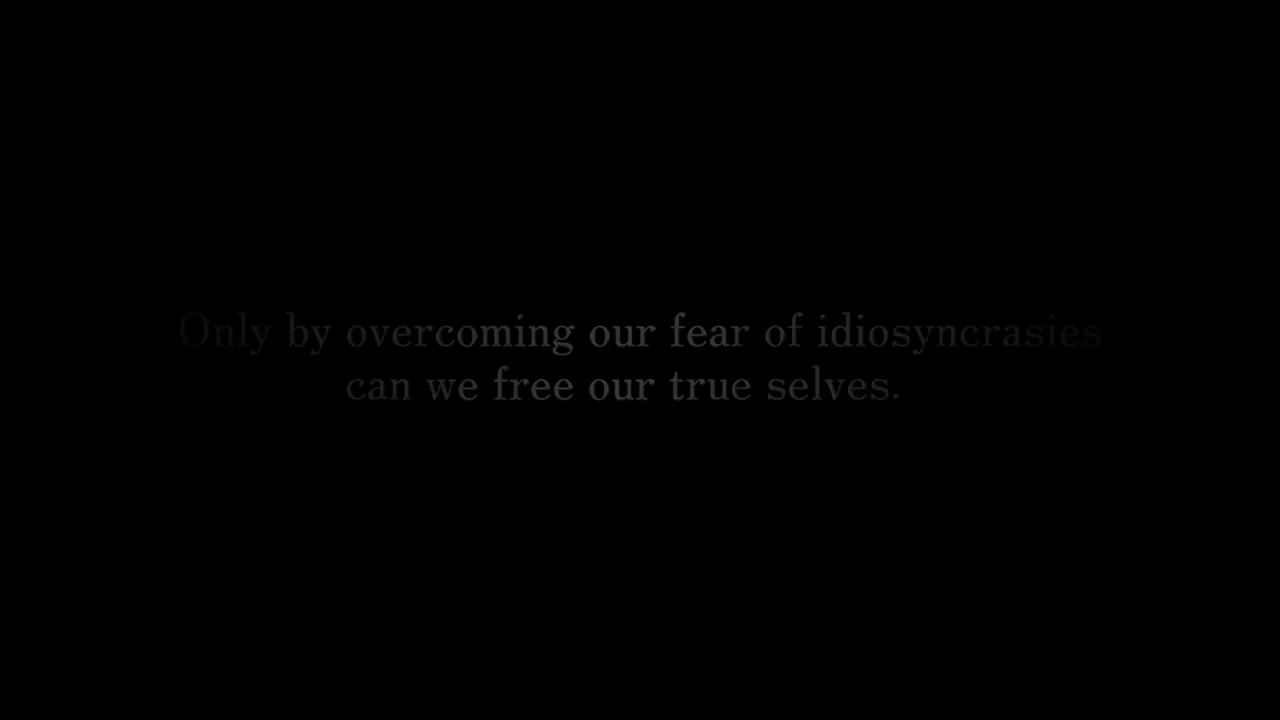 Only by overcoming our fear of idiosyncrasies
can we free our true selves.